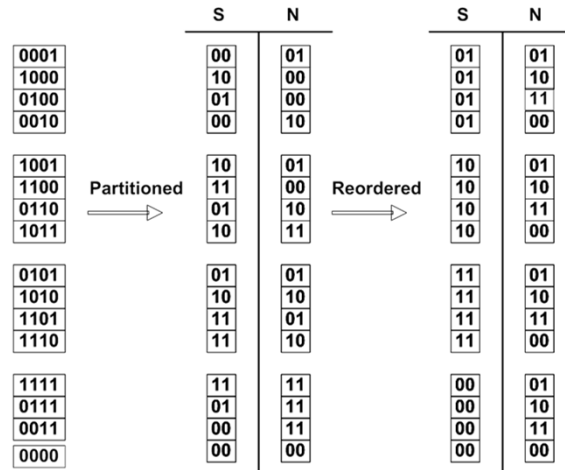 S N S N
0001 00 01 01 01
1000 10 00 01 10
0100 01 00 01 11
0010 00 10 01 00
1001 10 01 10 01
1100 Partitioned 11 00 Reordered 10 10
0110 01 10 10 11
1011 10 11 10 00
0101 01 01 11 01
1010 10 10 11 10
1101 11 01 11 11
1110 11 10 11 00
1111 11 11 00 01
0111 01 11 00 10
0011 00 11 00 11
0000 00 00 00 00